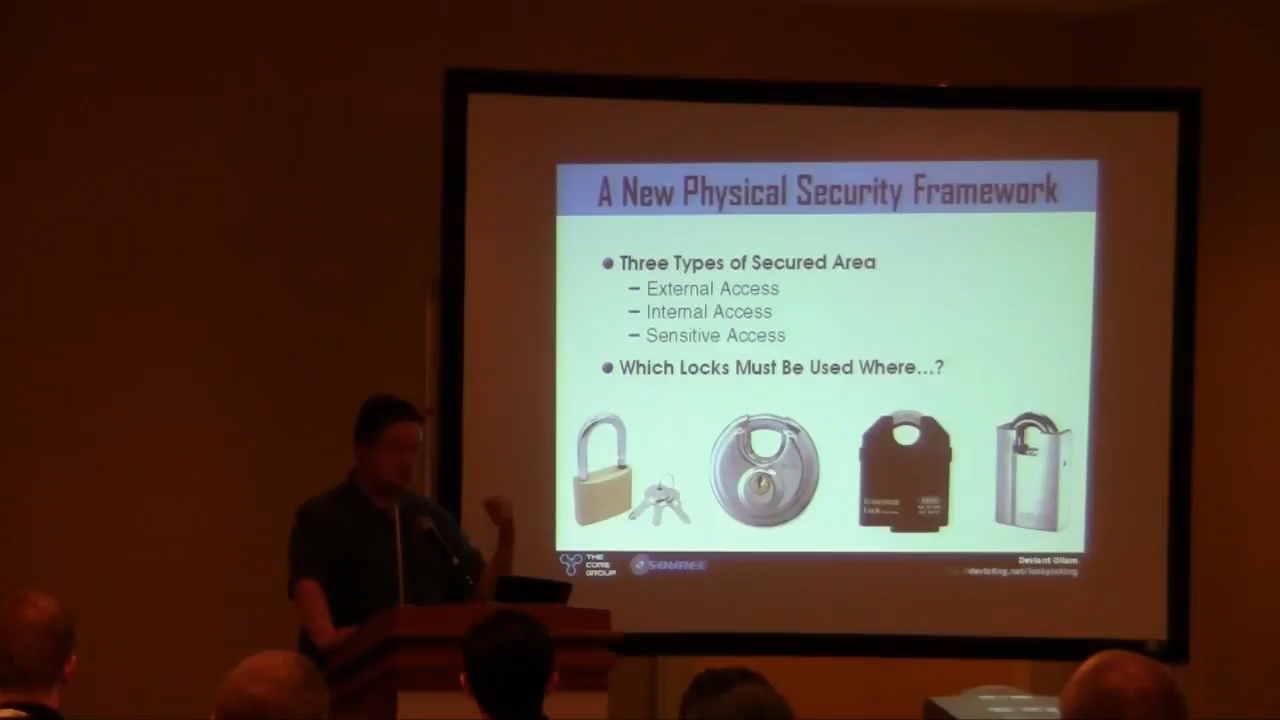 A New Physical Security Framework
Three Types of Secured Area
– External Access
– Internal Access
– Sensitive Access
Which Locks Must Be Used Where...?
THE
CORE
GROUP
SOURCE
Deviant Ollam